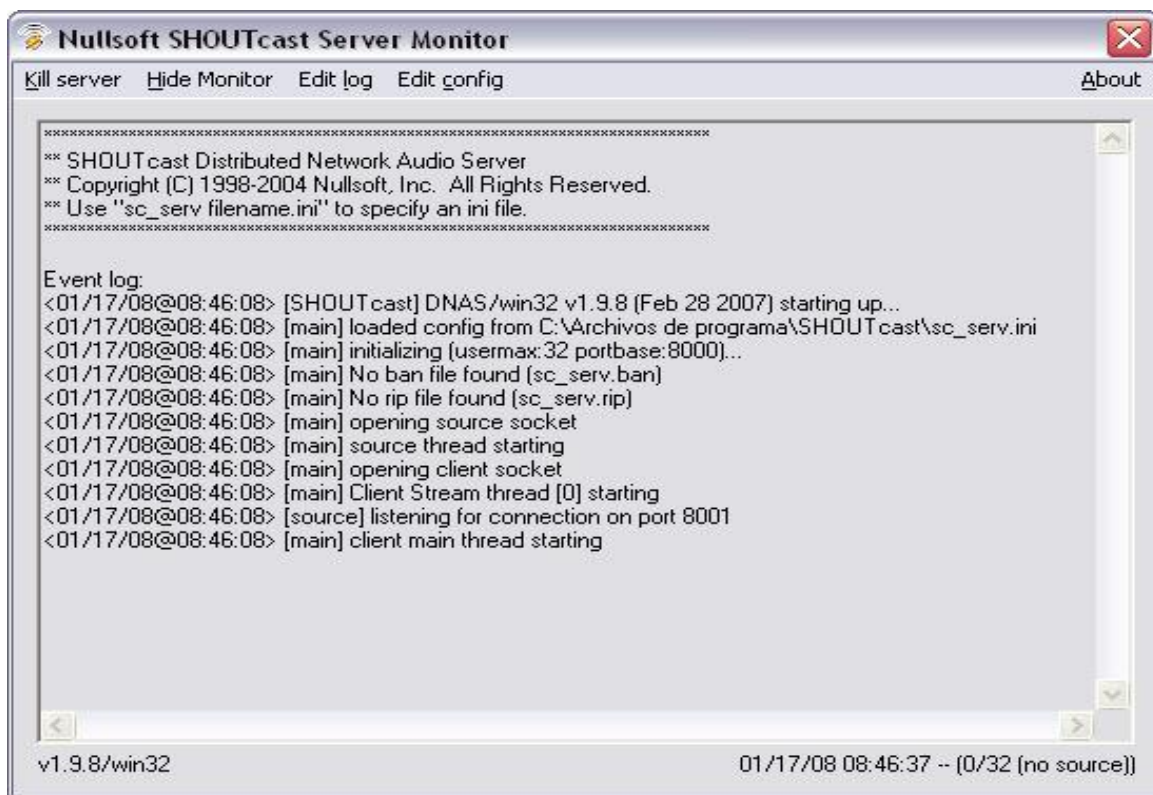 Nullsoft SHOUTcast Server Monitor
Kill server Hide Monitor Edit log Edit config About
*******************************************************************************
** SHOUTcast Distributed Network Audio Server
** Copyright (C) 1998-2004 Nullsoft, Inc. All Rights Reserved.
** Use "sc_serv filename.ini" to specify an ini file.
*******************************************************************************
Event log:
<01/17/08@08:46:08> [SHOUTcast] DNAS/win32 v1.9.8 (Feb 28 2007) starting up...
<01/17/08@08:46:08> [main] loaded config from C:\Archivos de programa\SHOUTcast\sc_serv.ini
<01/17/08@08:46:08> [main] initializing (usermax:32 portbase:8000)...
<01/17/08@08:46:08> [main] No ban file found (sc_serv.ban)
<01/17/08@08:46:08> [main] No rip file found (sc_serv.rip)
<01/17/08@08:46:08> [main] opening source socket
<01/17/08@08:46:08> [main] source thread starting
<01/17/08@08:46:08> [main] opening client socket
<01/17/08@08:46:08> [main] Client Stream thread [0] starting
<01/17/08@08:46:08> [source] listening for connection on port 8001
<01/17/08@08:46:08> [main] client main thread starting
v1.9.8/win32 01/17/08 08:46:37 -- (0/32 (no source))